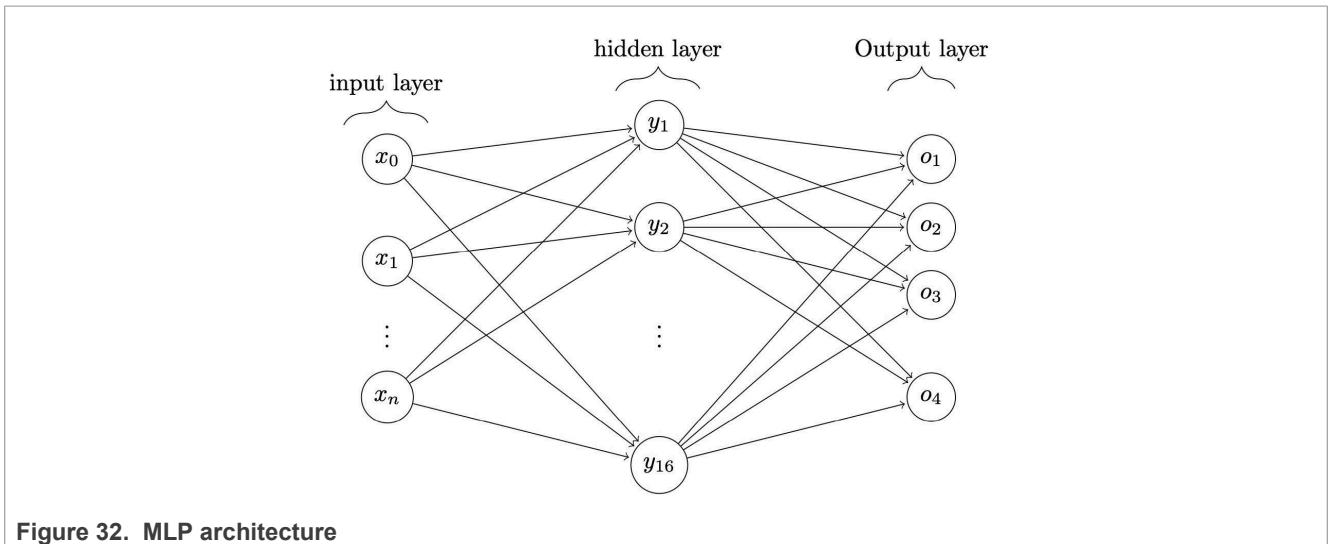 hidden layer
Output layer
input layer
y₁
x₀
o₁
y₂
o₂
x₁
o₃
⋮
⋮
xₙ
o₄
y₁₆
Figure 32. MLP architecture